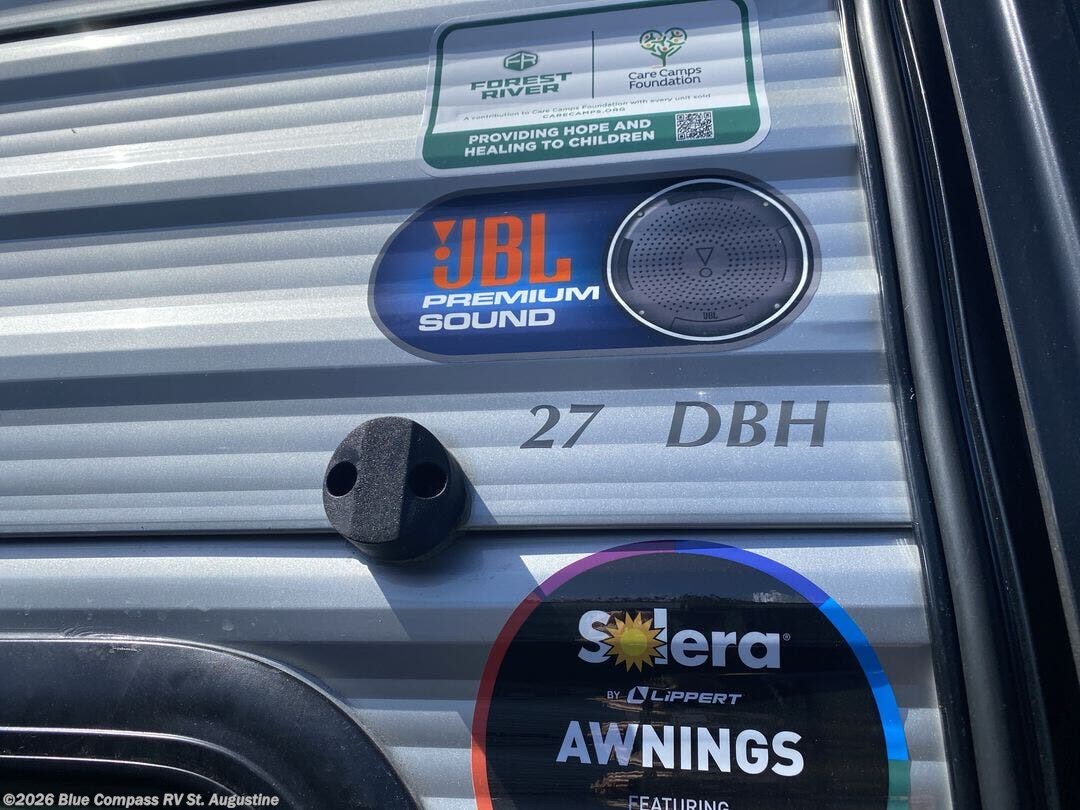 FR
FOREST
RIVER
Care Camps
Foundation
A contribution to Care Camps Foundation with every unit sold
CARECAMPS.ORG
PROVIDING HOPE AND
HEALING TO CHILDREN
JBL
PREMIUM
SOUND
JBL
27 DBH
Solera®
BY LIPPERT
AWNINGS
FEATURING
©2026 Blue Compass RV St. Augustine